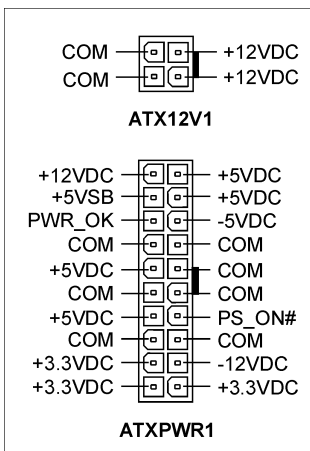 COM +12VDC
COM +12VDC
ATX12V1
+12VDC +5VDC
+5VSB +5VDC
PWR_OK -5VDC
COM COM
+5VDC COM
COM COM
+5VDC PS_ON#
COM COM
+3.3VDC -12VDC
+3.3VDC +3.3VDC
ATXPWR1